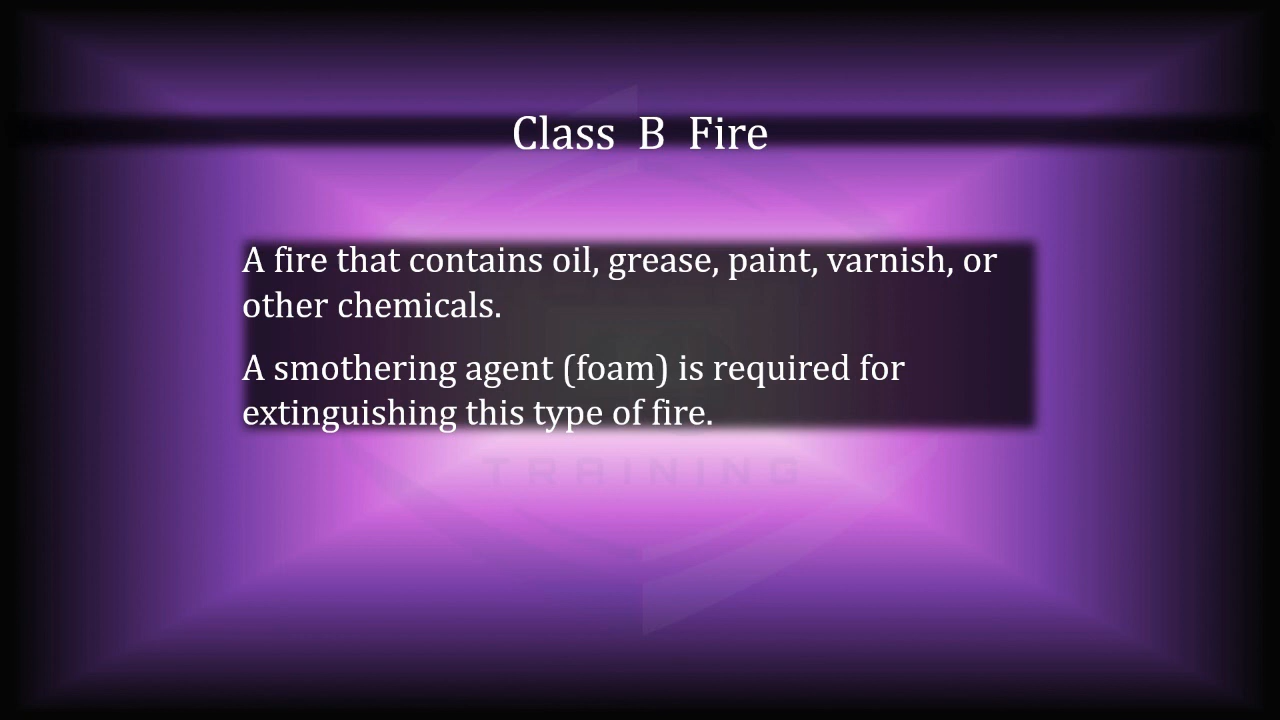 Class B Fire
A fire that contains oil, grease, paint, varnish, or
other chemicals.
A smothering agent (foam) is required for
extinguishing this type of fire.
TRAINING